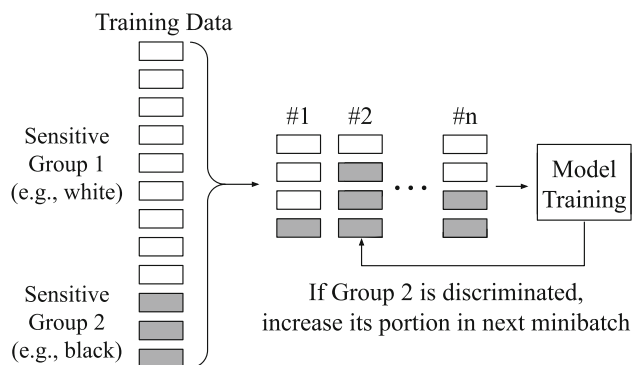 Training Data
Sensitive
Group 1
(e.g., white)
Sensitive
Group 2
(e.g., black)
#1 #2 #n
Model
Training
If Group 2 is discriminated,
increase its portion in next minibatch